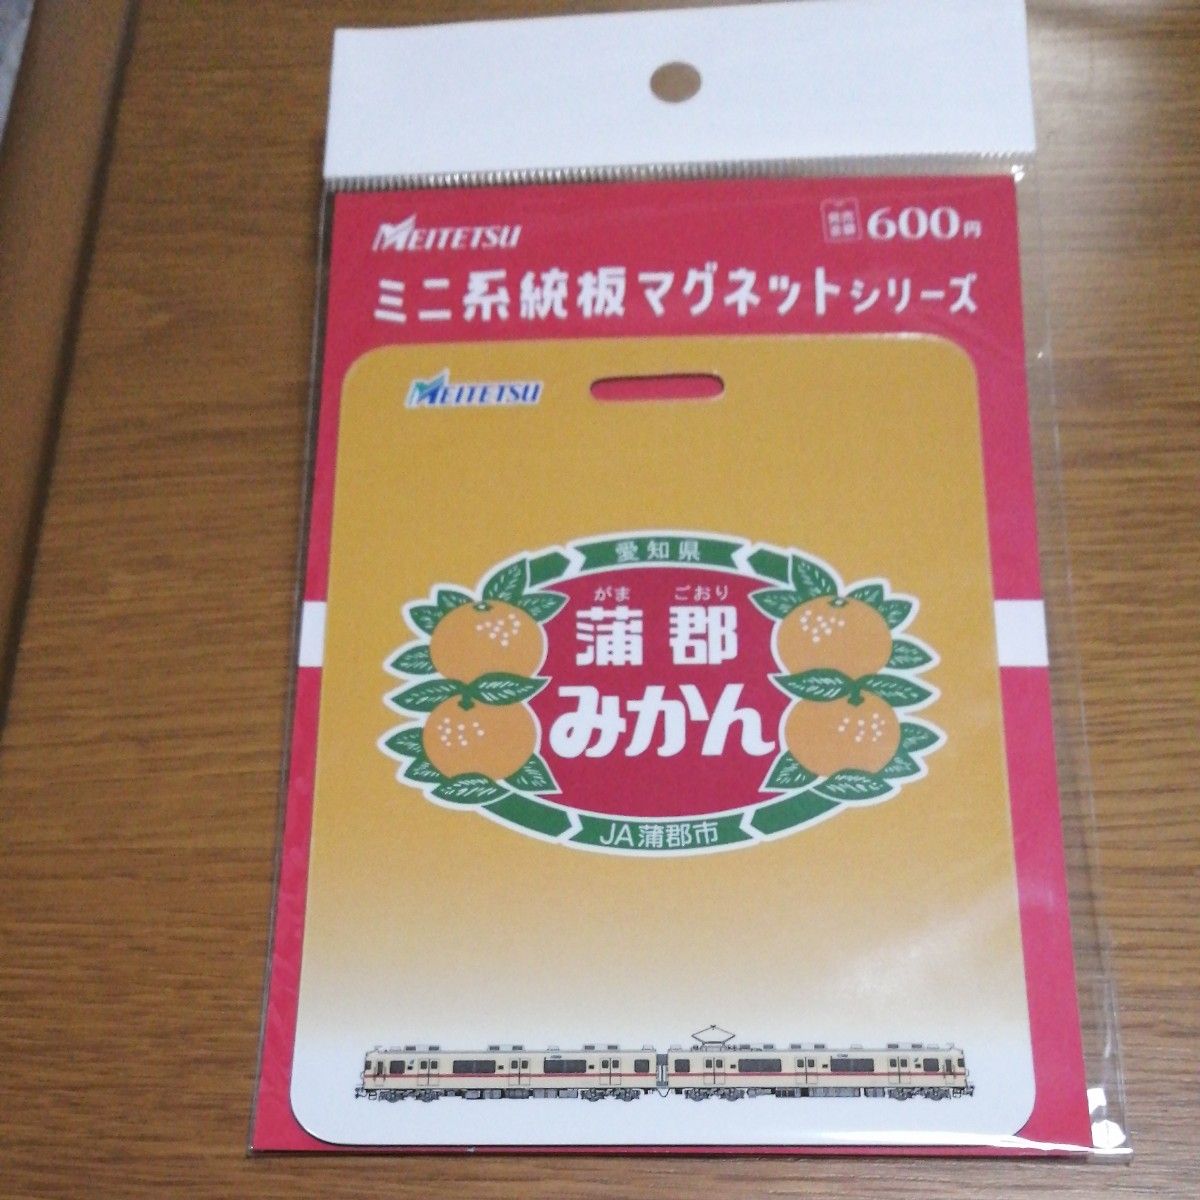 MEITETSU
600円
ミニ系統板マグネットシリーズ
MEITETSU
愛知県
がま ごおり
蒲郡
みかん
JA蒲郡市